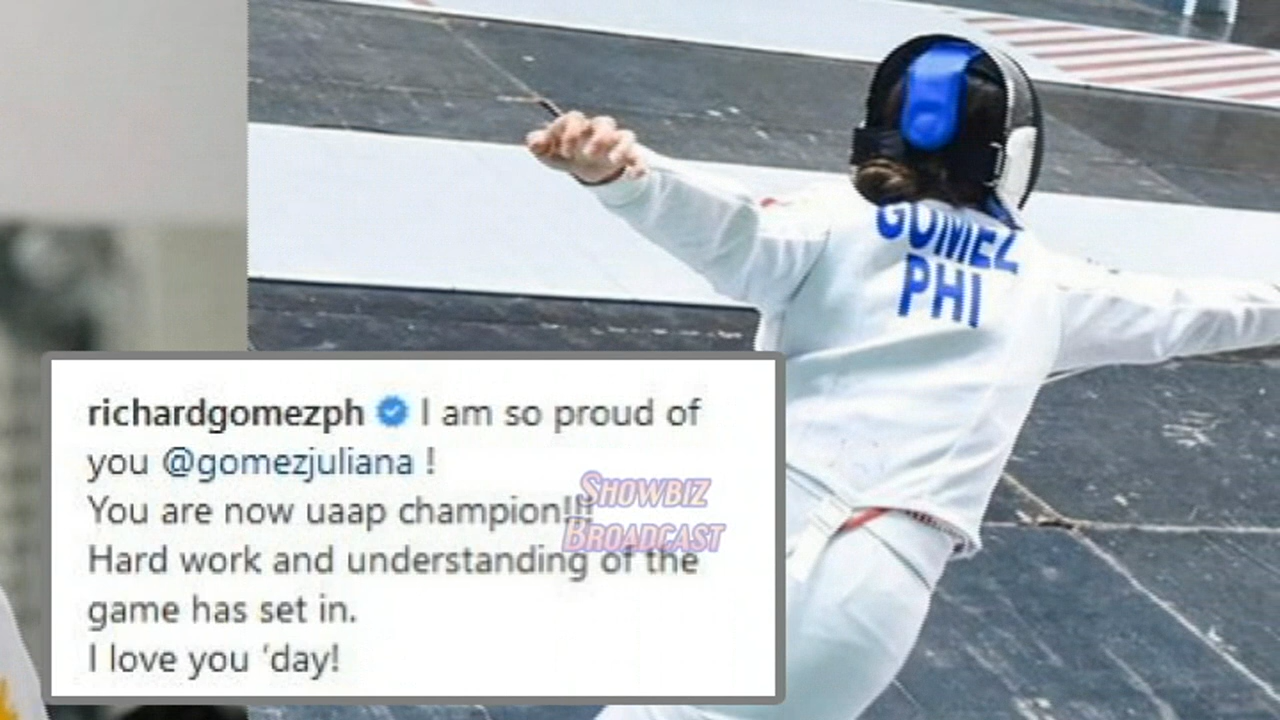 GOMEZ
PHI
richardgomezph I am so proud of
you @gomezjuliana !
You are now uaap champion!!!
Hard work and understanding of the
game has set in.
I love you 'day!
SHOWBIZ
BROADCAST